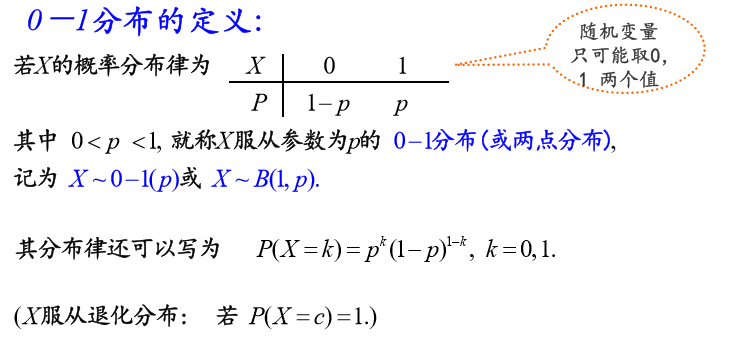 0－1分布的定义:
随机变量
只可能取0,
1 两个值
若X的概率分布律为
X 0 1
P 1−p p
其中 0<p<1, 就称X服从参数为p的 0−1分布(或两点分布),
记为 X~0−1(p)或 X~B(1,p).
其分布律还可以写为 P(X=k)=p^k(1−p)^{1−k}, k=0,1.
(X服从退化分布: 若 P(X=c)=1.)